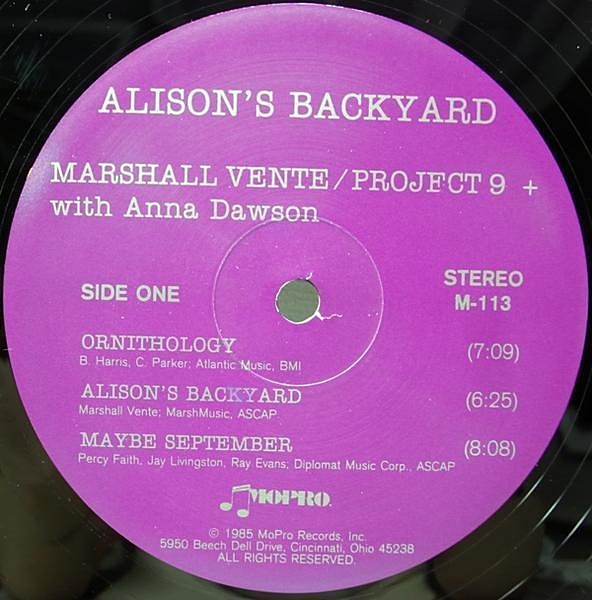 ALISON'S BACKYARD
MARSHALL VENTE/PROJECT 9 +
with Anna Dawson
SIDE ONE
STEREO
M-113
ORNITHOLOGY (7:09)
B. Harris, C. Parker; Atlantic Music, BMI
ALISON'S BACKYARD (6:25)
Marshall Vente; MarshMusic, ASCAP
MAYBE SEPTEMBER (8:08)
Percy Faith, Jay Livingston, Ray Evans; Diplomat Music Corp., ASCAP
MOPRO
© 1985 MoPro Records, Inc.
5950 Beech Dell Drive, Cincinnati, Ohio 45238
ALL RIGHTS RESERVED.